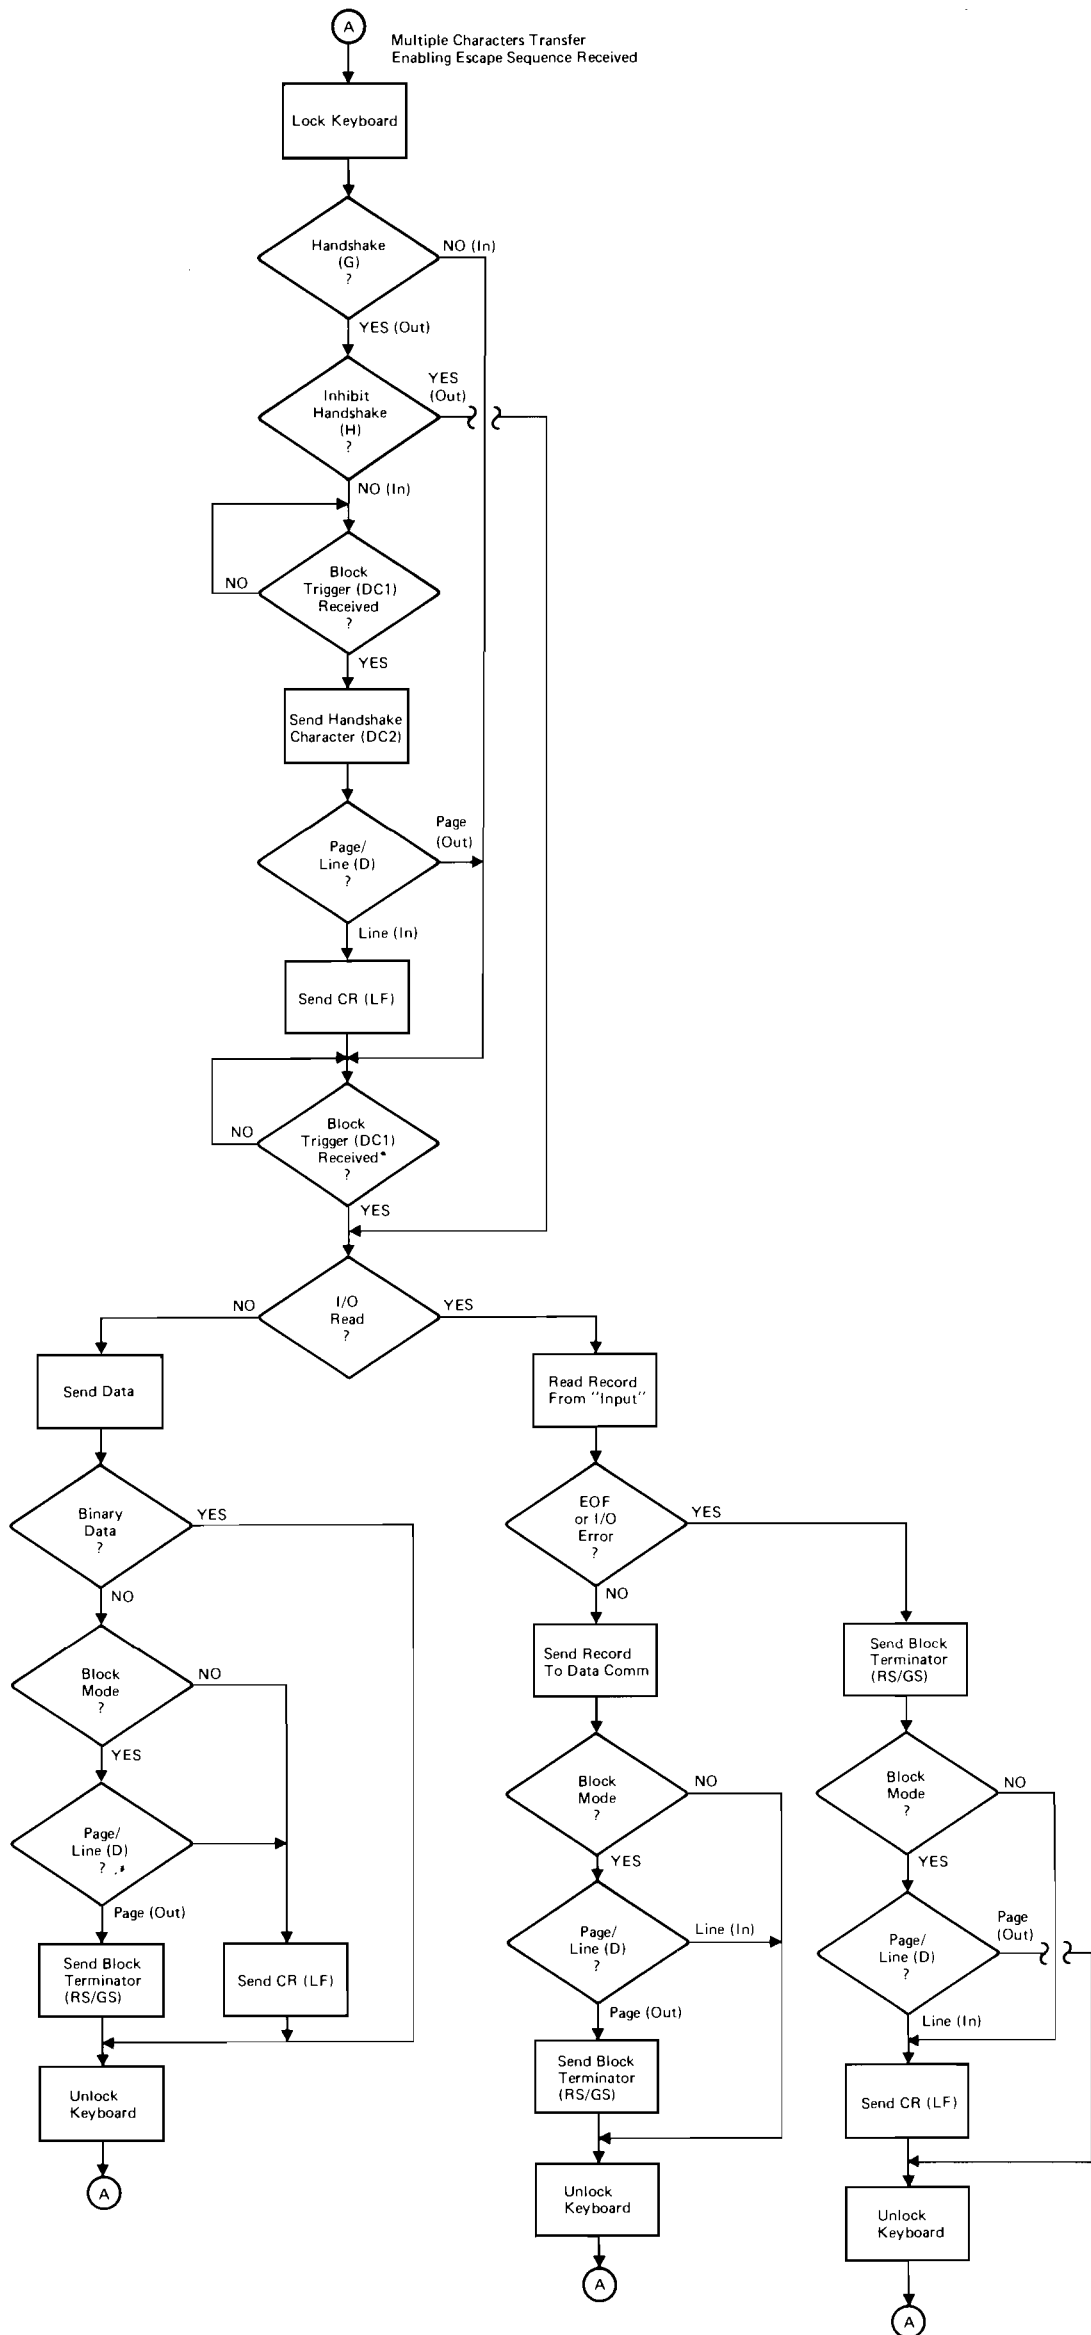 A
Multiple Characters Transfer
Enabling Escape Sequence Received
Lock Keyboard
Handshake
(G)
?
NO (In)
YES (Out)
Inhibit
Handshake
(H)
?
YES
(Out)
NO (In)
Block
Trigger (DC1)
Received
?
NO
YES
Send Handshake
Character (DC2)
Page/
Line (D)
?
Page
(Out)
Line (In)
Send CR (LF)
Block
Trigger (DC1)
Received*
?
NO
YES
I/O
Read
?
NO
YES
Send Data
Binary
Data
?
YES
NO
Block
Mode
?
NO
YES
Page/
Line (D)
?
Page (Out)
Send Block
Terminator
(RS/GS)
Send CR (LF)
Unlock
Keyboard
A
Read Record
From "Input"
EOF
or I/O
Error
?
YES
NO
Send Record
To Data Comm
Block
Mode
?
NO
YES
Page/
Line (D)
?
Line (In)
Page (Out)
Send Block
Terminator
(RS/GS)
Unlock
Keyboard
A
Send Block
Terminator
(RS/GS)
Block
Mode
?
NO
YES
Page/
Line (D)
?
Page
(Out)
Line (In)
Send CR (LF)
Unlock
Keyboard
A